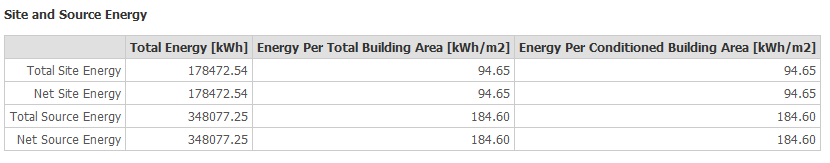 Site and Source Energy
Total Energy [kWh] Energy Per Total Building Area [kWh/m2] Energy Per Conditioned Building Area [kWh/m2]
Total Site Energy 178472.54 94.65 94.65
Net Site Energy 178472.54 94.65 94.65
Total Source Energy 348077.25 184.60 184.60
Net Source Energy 348077.25 184.60 184.60